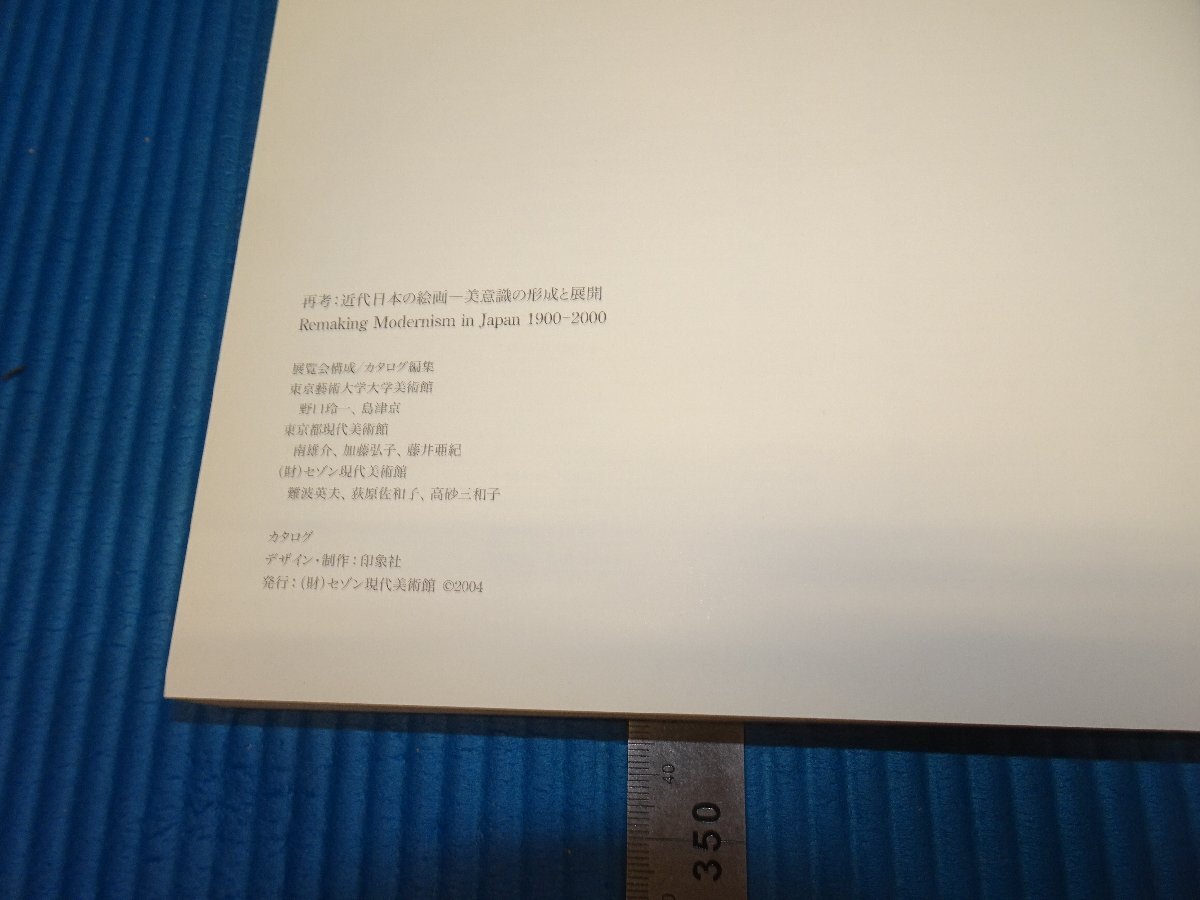 再考：近代日本の絵画－美意識の形成と展開
Remaking Modernism in Japan 1900-2000
展覧会構成/カタログ編集
東京藝術大学大学美術館
野口玲一、島津京
東京都現代美術館
南雄介、加藤弘子、藤井亜紀
（財）セゾン現代美術館
難波英夫、荻原佐和子、高砂三和子
カタログ
デザイン・制作：印象社
発行：（財）セゾン現代美術館 ©2004
40
350